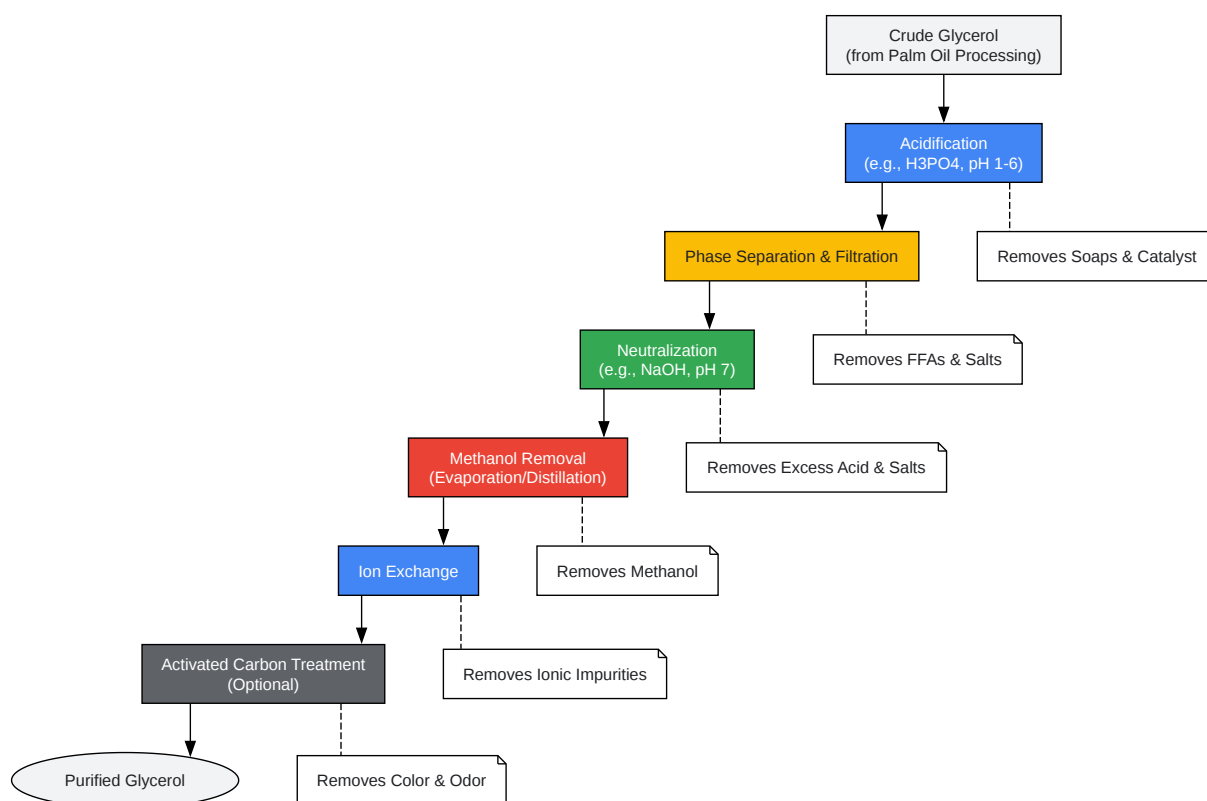 Crude Glycerol
(from Palm Oil Processing)
Acidification
(e.g., H3PO4, pH 1-6)
Phase Separation & Filtration
Removes Soaps & Catalyst
Neutralization
(e.g., NaOH, pH 7)
Removes FFAs & Salts
Methanol Removal
(Evaporation/Distillation)
Removes Excess Acid & Salts
Ion Exchange
Removes Methanol
Activated Carbon Treatment
(Optional)
Removes Ionic Impurities
Purified Glycerol
Removes Color & Odor